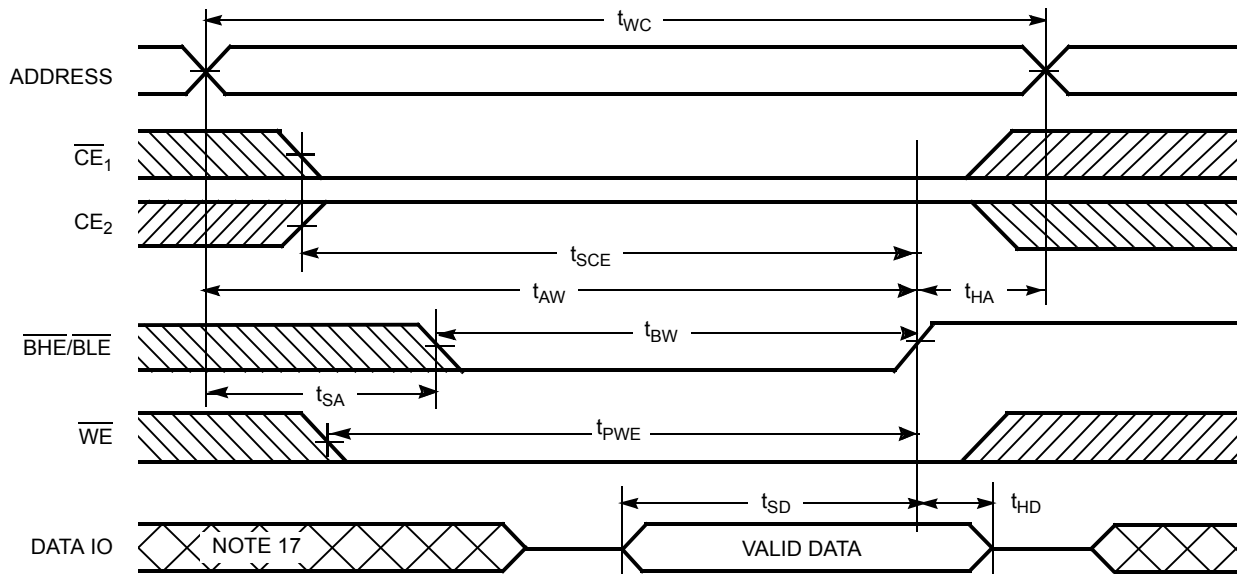 tWC
ADDRESS
CE1
CE2
tSCE
tAW
tHA
BHE/BLE
tBW
tSA
WE
tPWE
tSD
tHD
DATA IO
NOTE 17
VALID DATA